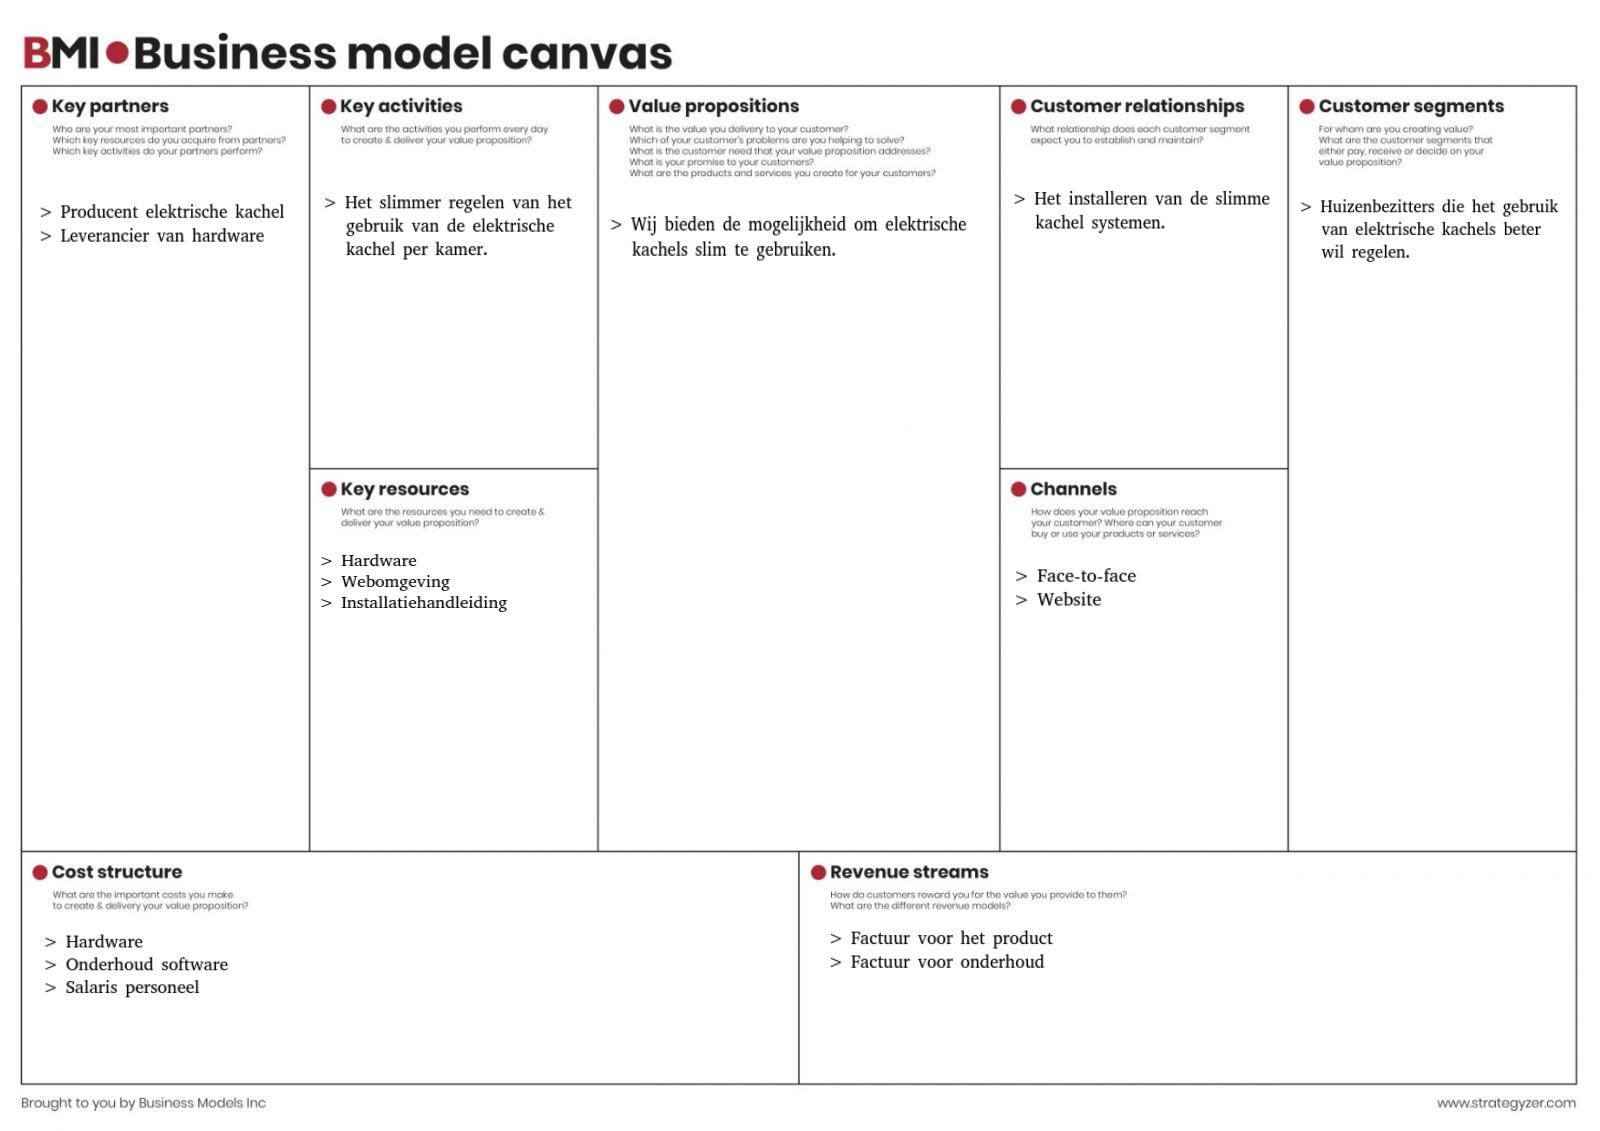 BMI Business model canvas
Key partners
Who are your most important partners?
Which key resources do you acquire from partners?
Which key activities do your partners perform?
> Producent elektrische kachel
> Leverancier van hardware
Key activities
What are the activities you perform every day
to create & deliver your value proposition?
> Het slimmer regelen van het
gebruik van de elektrische
kachel per kamer.
Key resources
What are the resources you need to create &
deliver your value proposition?
> Hardware
> Webomgeving
> Installatiehandleiding
Value propositions
What is the value you delivery to your customer?
Which of your customer's problems are you helping to solve?
What is the customer need that your value proposition addresses?
What is your promise to your customers?
What are the products and services you create for your customers?
> Wij bieden de mogelijkheid om elektrische
kachels slim te gebruiken.
Customer relationships
What relationship does each customer segment
expect you to establish and maintain?
> Het installeren van de slimme
kachel systemen.
Channels
How does your value proposition reach
your customer? Where can your customer
buy or use your products or services?
> Face-to-face
> Website
Customer segments
For whom are you creating value?
What are the customer segments that
either pay, receive or decide on your
value proposition?
> Huizenbezitters die het gebruik
van elektrische kachels beter
wil regelen.
Cost structure
What are the important costs you make
to create & delivery your value proposition?
> Hardware
> Onderhoud software
> Salaris personeel
Revenue streams
How do customers reward you for the value you provide to them?
What are the different revenue models?
> Factuur voor het product
> Factuur voor onderhoud
Brought to you by Business Models Inc
www.strategyzer.com